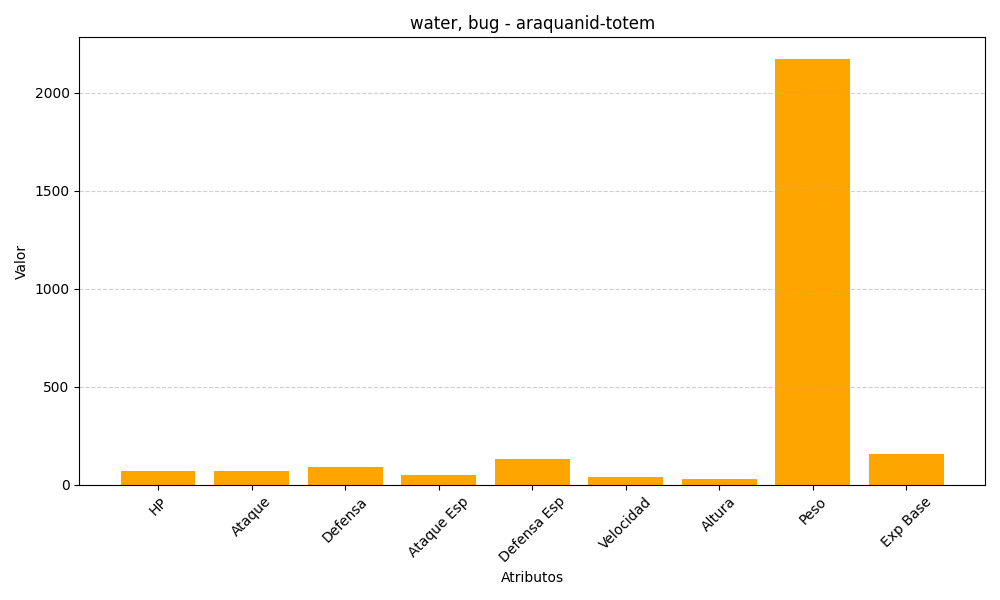 water, bug - araquanid-totem
Valor
2000
1500
1000
500
0
HP
Ataque
Defensa
Ataque Esp
Defensa Esp
Velocidad
Altura
Peso
Exp Base
Atributos